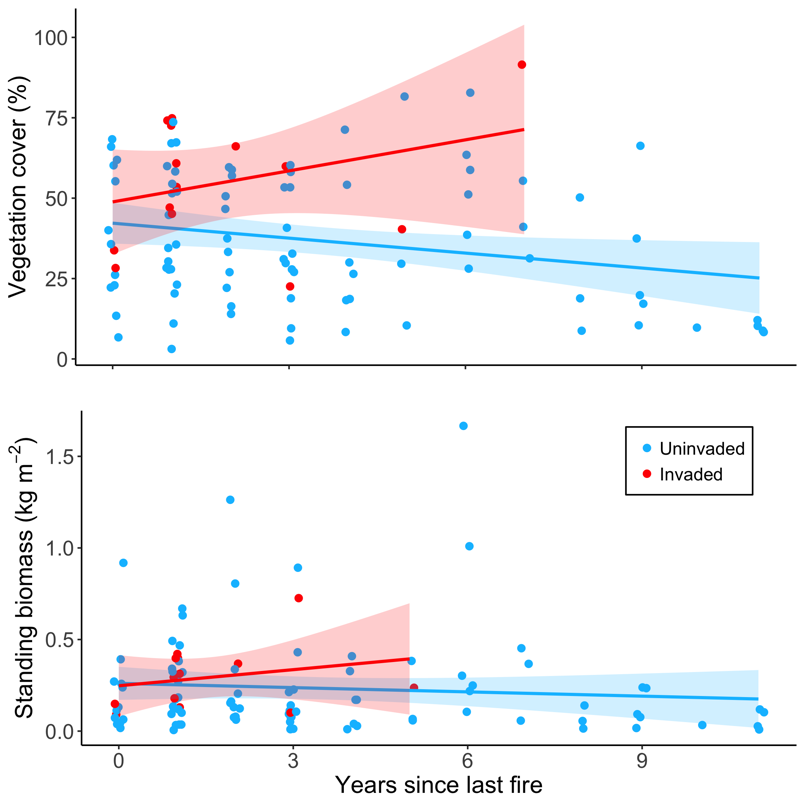 Vegetation cover (%)
100
75
50
25
0
Standing biomass (kg m⁻²)
1.5
1.0
0.5
0.0
Uninvaded
Invaded
0 3 6 9
Years since last fire